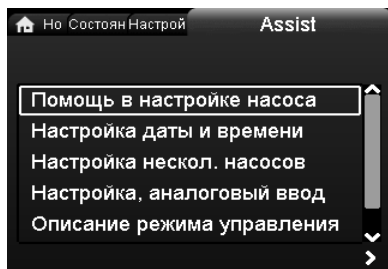 Но Состоян Настрой Assist
Помощь в настройке насоса
Настройка даты и времени
Настройка нескол. насосов
Настройка, аналоговый ввод
Описание режима управления